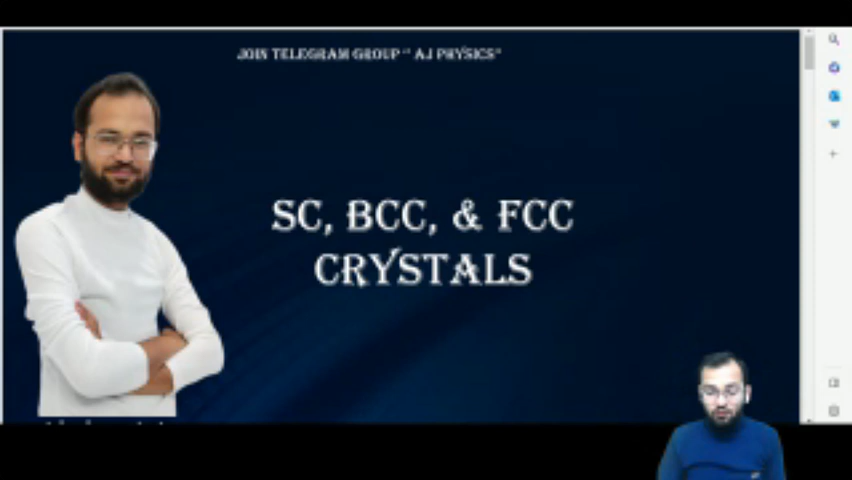 JOIN TELEGRAM GROUP “ AJ PHYSICS”
SC, BCC, & FCC
CRYSTALS